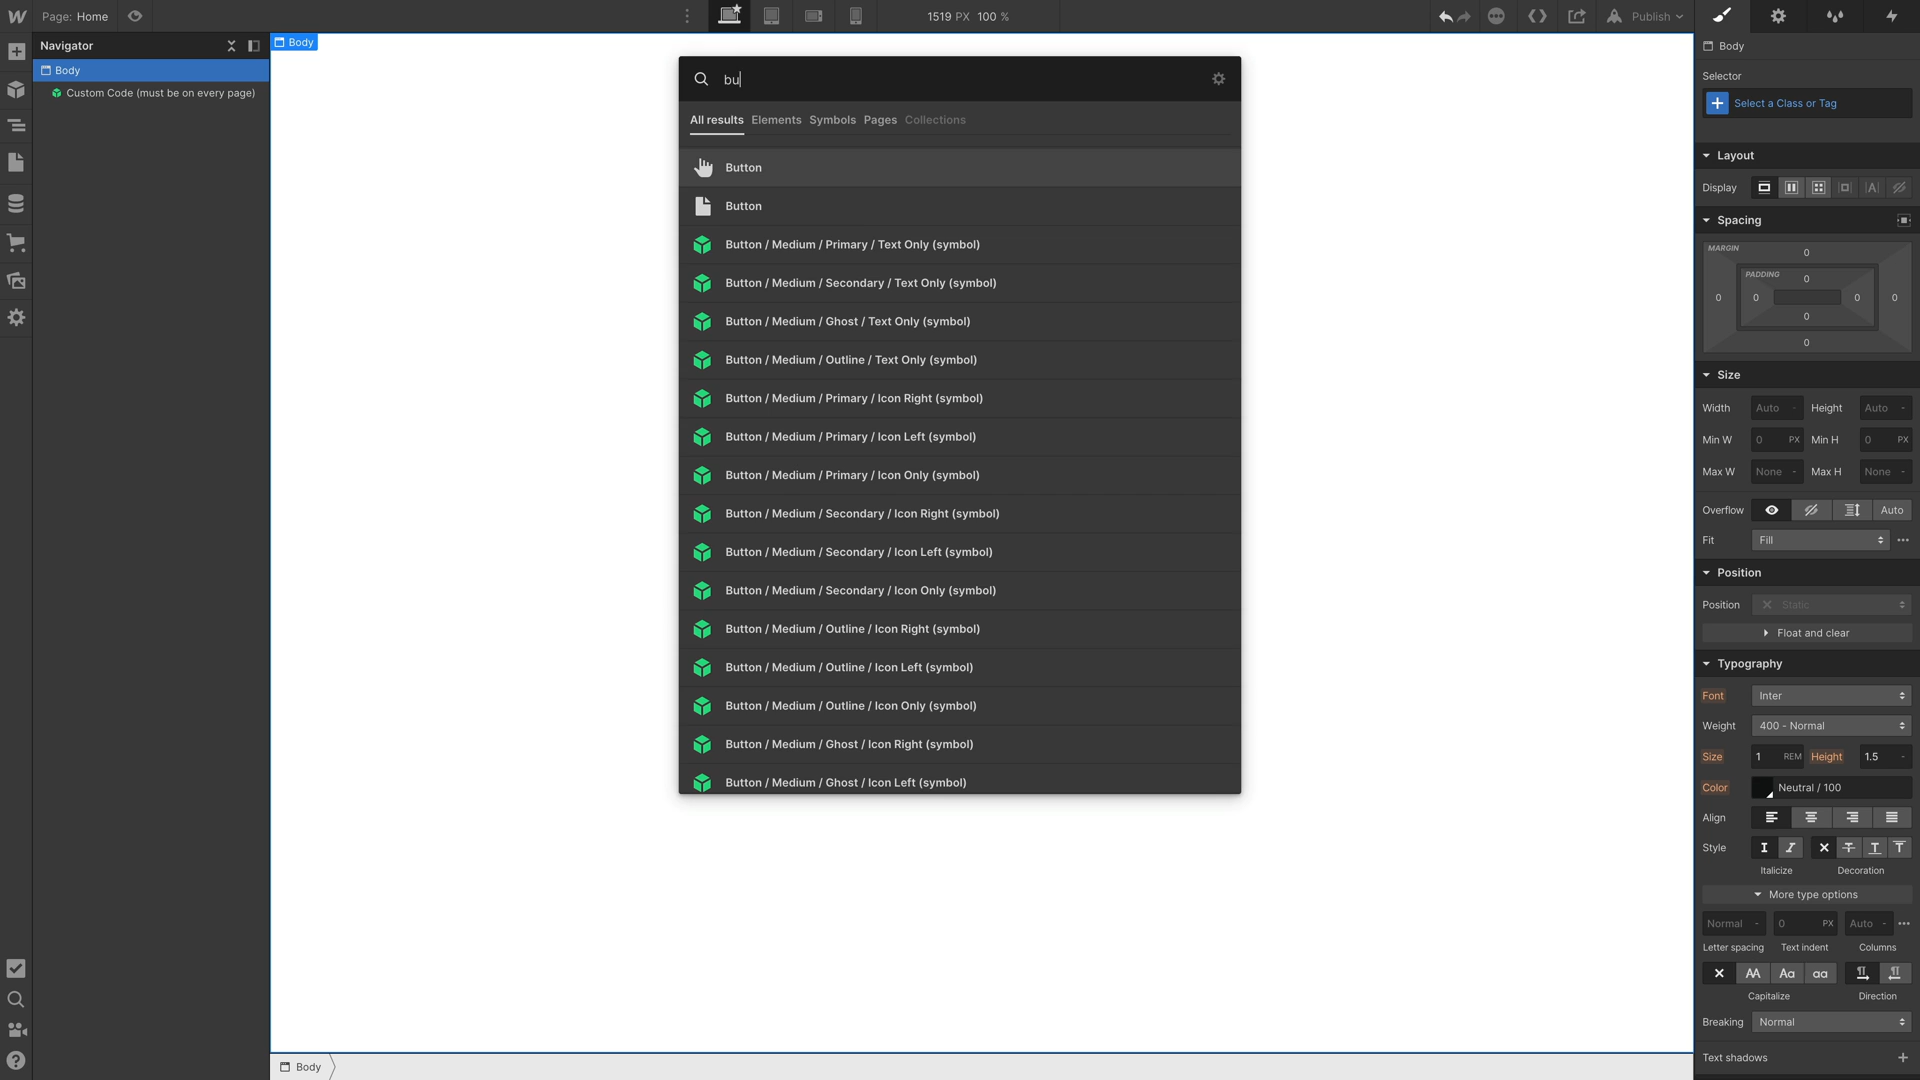 Page: Home
1519 PX 100 %
Publish
Navigator
Body
Custom Code (must be on every page)
Body
bu
All results Elements Symbols Pages Collections
Button
Button
Button / Medium / Primary / Text Only (symbol)
Button / Medium / Secondary / Text Only (symbol)
Button / Medium / Ghost / Text Only (symbol)
Button / Medium / Outline / Text Only (symbol)
Button / Medium / Primary / Icon Right (symbol)
Button / Medium / Primary / Icon Left (symbol)
Button / Medium / Primary / Icon Only (symbol)
Button / Medium / Secondary / Icon Right (symbol)
Button / Medium / Secondary / Icon Left (symbol)
Button / Medium / Secondary / Icon Only (symbol)
Button / Medium / Outline / Icon Right (symbol)
Button / Medium / Outline / Icon Left (symbol)
Button / Medium / Outline / Icon Only (symbol)
Button / Medium / Ghost / Icon Right (symbol)
Button / Medium / Ghost / Icon Left (symbol)
Body
Body
Selector
Select a Class or Tag
Layout
Display
Spacing
MARGIN
0
PADDING
0
0 0 0 0
0
0
Size
Width Auto - Height Auto -
Min W 0 PX Min H 0 PX
Max W None - Max H None -
Overflow Auto
Fit Fill
Position
Position Static
Float and clear
Typography
Font Inter
Weight 400 - Normal
Size 1 REM Height 1.5 -
Color Neutral / 100
Align
Style
Italicize Decoration
More type options
Normal - 0 PX Auto -
Letter spacing Text indent Columns
AA Aa aa
Capitalize Direction
Breaking Normal
Text shadows